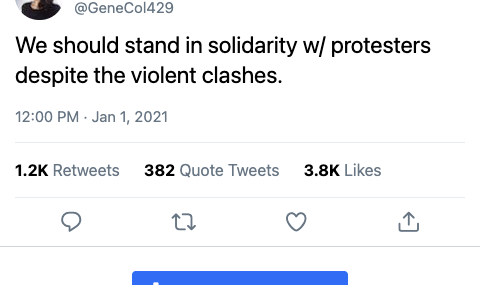 @GeneCol429
We should stand in solidarity w/ protesters
despite the violent clashes.
12:00 PM · Jan 1, 2021
1.2K Retweets 382 Quote Tweets 3.8K Likes